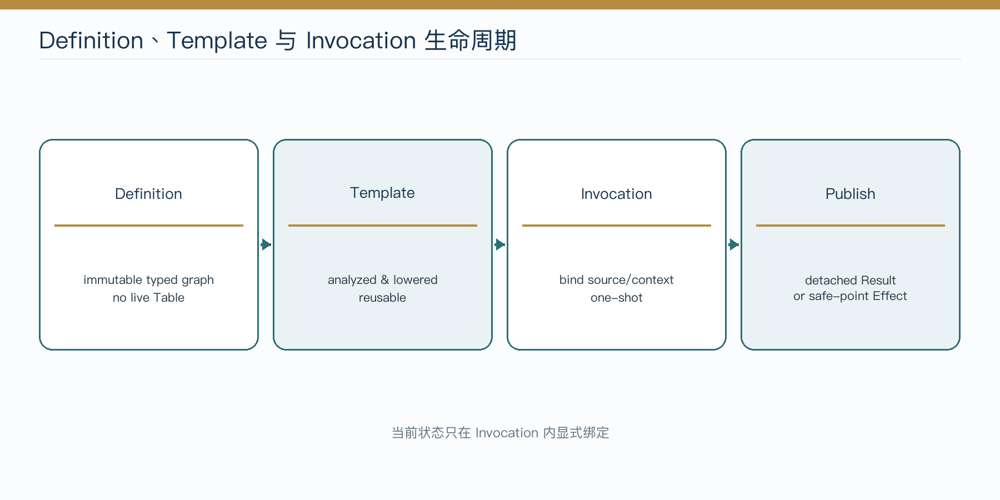 Definition、Template 与 Invocation 生命周期
Definition
immutable typed graph
no live Table
Template
analyzed & lowered
reusable
Invocation
bind source/context
one–shot
Publish
detached Result
or safe–point Effect
当前状态只在 Invocation 内显式绑定